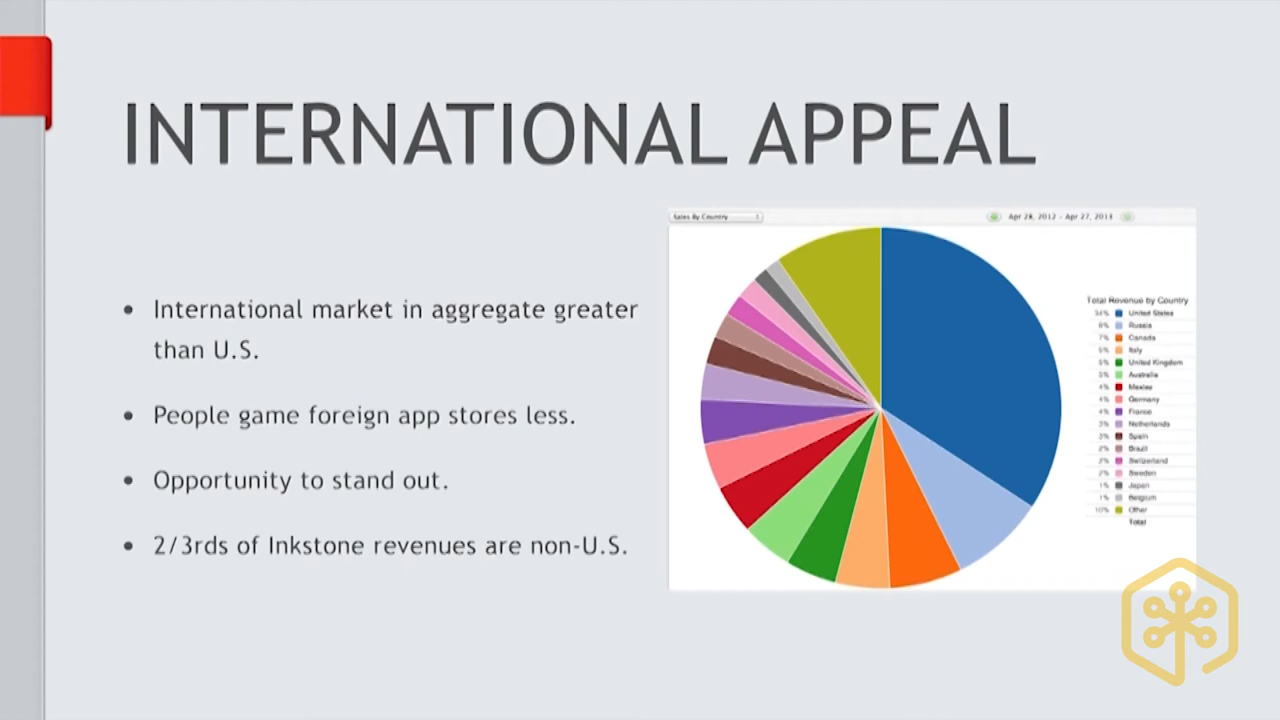 INTERNATIONAL APPEAL
Sales By Country
Apr 28, 2012 - Apr 27, 2013
• International market in aggregate greater
than U.S.
• People game foreign app stores less.
• Opportunity to stand out.
• 2/3rds of Inkstone revenues are non-U.S.
Total Revenue by Country
34% United States
8% Russia
7% Canada
5% Italy
5% United Kingdom
5% Australia
4% Mexico
4% Germany
4% France
3% Netherlands
Spain
2% Brazil
2% Switzerland
2% Sweden
1% Japan
1% Belgium
10% Other
Total